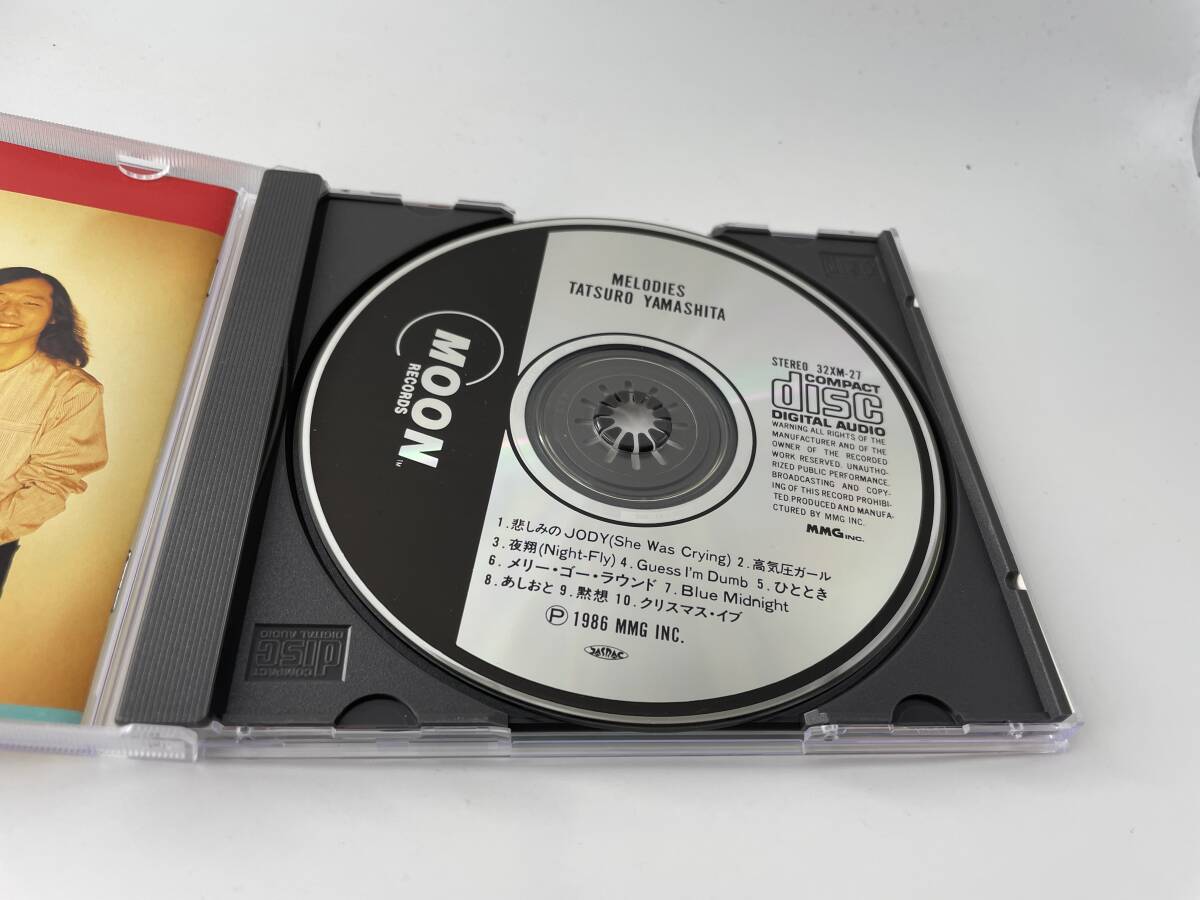 MELODIES
TATSURO YAMASHITA
MOON
RECORDS
TM
STEREO 32XM-27
COMPACT
disc
DIGITAL AUDIO
WARNING ALL RIGHTS OF THE
MANUFACTURER AND OF THE
OWNER OF THE RECORDED
WORK RESERVED. UNAUTHO-
RIZED PUBLIC PERFORMANCE.
BROADCASTING AND COPY-
ING OF THIS RECORD PROHIBI-
TED.PRODUCED AND MANUFA-
CTURED BY MMG INC.
MMG INC.
1.悲しみのJODY(She Was Crying) 2.高気圧ガール
3.夜翔(Night-Fly) 4.Guess I'm Dumb 5.ひととき
6.メリー・ゴー・ラウンド 7.Blue Midnight
8.あしおと 9.黙想 10.クリスマス・イブ
Ⓟ 1986 MMG INC.
JASRAC
COMPACT
disc
DIGITAL AUDIO